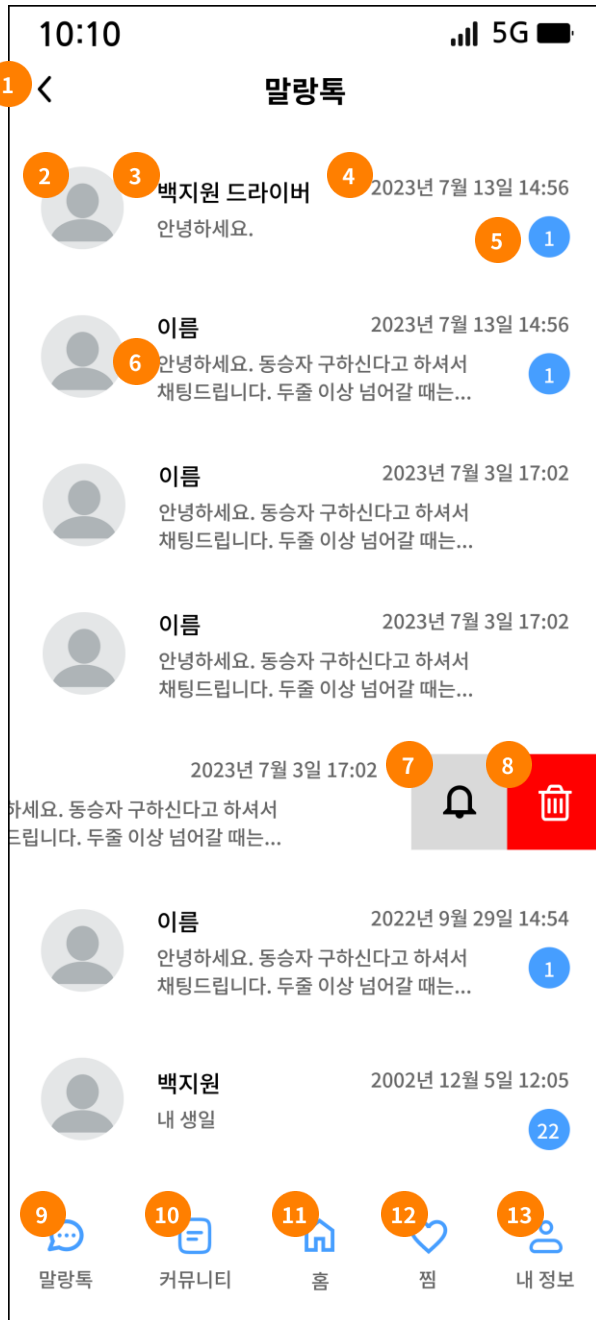 10:10 5G
1
말랑톡
2 3 백지원 드라이버 4 2023년 7월 13일 14:56
안녕하세요. 5 1
이름 2023년 7월 13일 14:56
6 안녕하세요. 동승자 구하신다고 하셔서
채팅드립니다. 두줄 이상 넘어갈 때는... 1
이름 2023년 7월 3일 17:02
안녕하세요. 동승자 구하신다고 하셔서
채팅드립니다. 두줄 이상 넘어갈 때는...
이름 2023년 7월 3일 17:02
안녕하세요. 동승자 구하신다고 하셔서
채팅드립니다. 두줄 이상 넘어갈 때는...
2023년 7월 3일 17:02 7 8
하세요. 동승자 구하신다고 하셔서
드립니다. 두줄 이상 넘어갈 때는...
이름 2022년 9월 29일 14:54
안녕하세요. 동승자 구하신다고 하셔서
채팅드립니다. 두줄 이상 넘어갈 때는... 1
백지원 2002년 12월 5일 12:05
내 생일 22
9 10 11 12 13
말랑톡 커뮤니티 홈 찜 내 정보